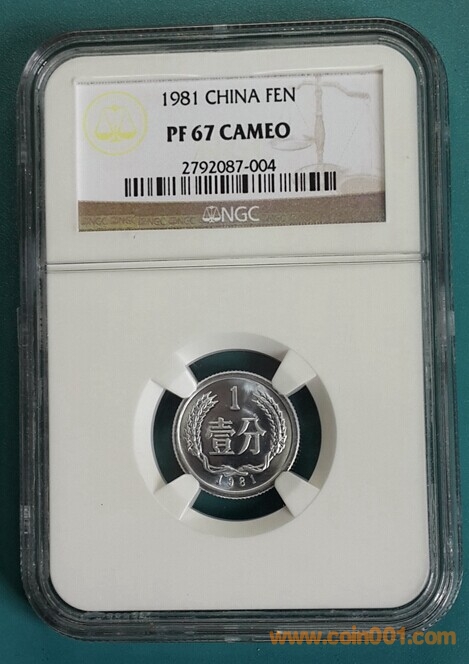 1981 CHINA FEN
PF 67 CAMEO
2792087-004
NGC
1
壹分
1981
www.coin001.com